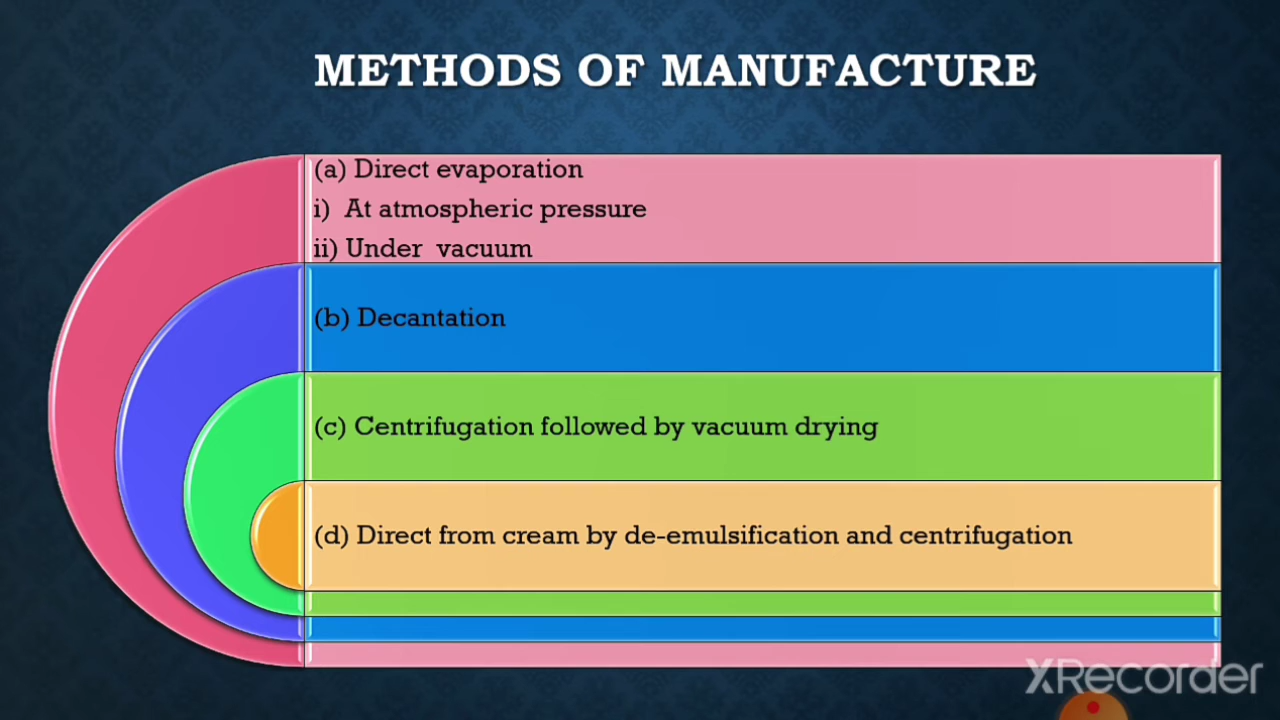 METHODS OF MANUFACTURE
(a) Direct evaporation
i) At atmospheric pressure
ii) Under vacuum
(b) Decantation
(c) Centrifugation followed by vacuum drying
(d) Direct from cream by de-emulsification and centrifugation
XRecorder